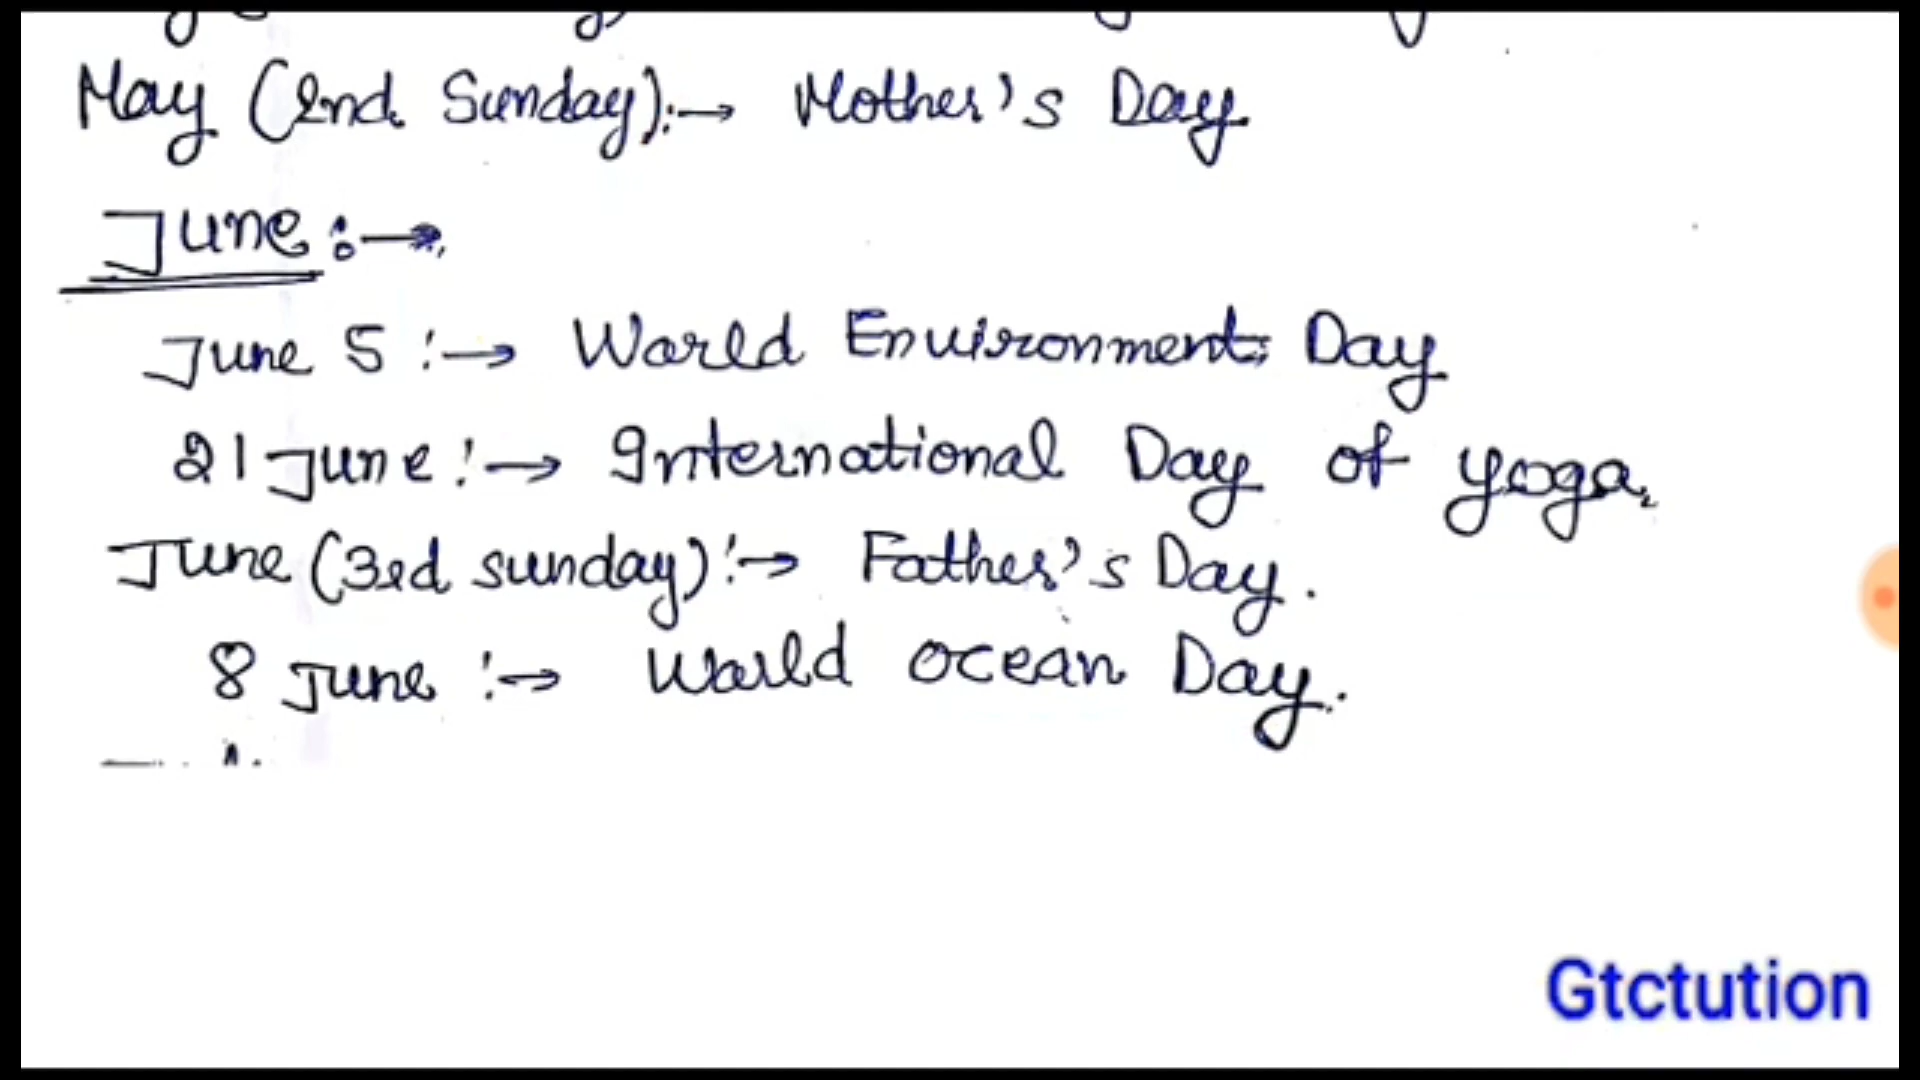 May (2nd Sunday):→ Mother's Day
June :→
June 5 :→ World Environment Day
21 June :→ International Day of yoga.
June (3rd sunday) :→ Father's Day.
8 June :→ World ocean Day.
Gtctution